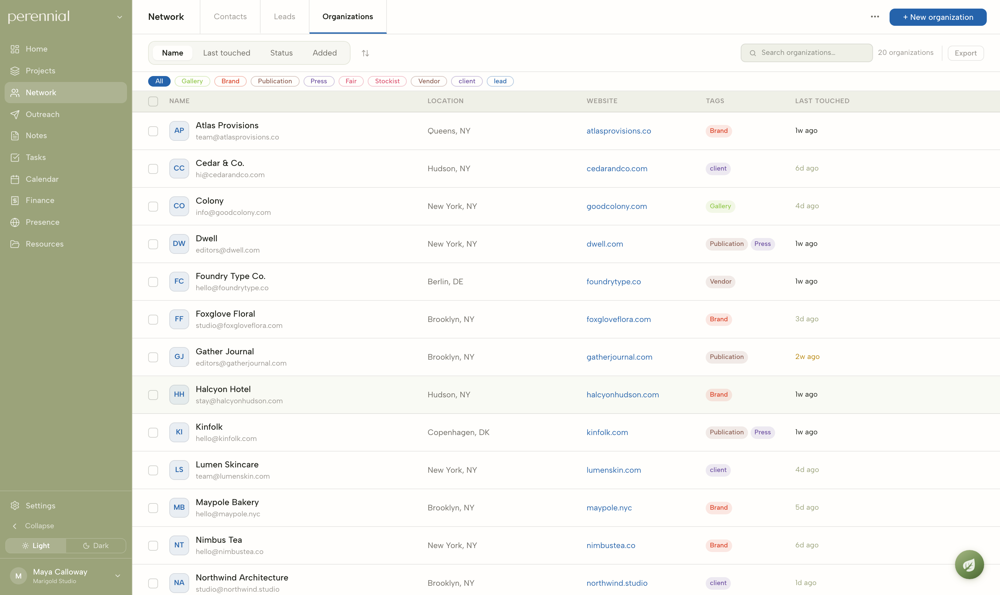 perennial
Home
Projects
Network
Outreach
Notes
Tasks
Calendar
Finance
Presence
Resources
Settings
Collapse
Light Dark
M Maya Calloway
Marigold Studio
Network Contacts Leads Organizations
+ New organization
Name Last touched Status Added
Search organizations... 20 organizations Export
All Gallery Brand Publication Press Fair Stockist Vendor client lead
NAME LOCATION WEBSITE TAGS LAST TOUCHED
AP Atlas Provisions Queens, NY atlasprovisions.co Brand 1w ago
team@atlasprovisions.co
CC Cedar & Co. Hudson, NY cedarandco.com client 6d ago
hi@cedarandco.com
CO Colony New York, NY goodcolony.com Gallery 4d ago
info@goodcolony.com
DW Dwell New York, NY dwell.com Publication Press 1w ago
editors@dwell.com
FC Foundry Type Co. Berlin, DE foundrytype.co Vendor 1w ago
hello@foundrytype.co
FF Foxglove Floral Brooklyn, NY foxgloveflora.com Brand 3d ago
studio@foxgloveflora.com
GJ Gather Journal Brooklyn, NY gatherjournal.com Publication 2w ago
editors@gatherjournal.com
HH Halcyon Hotel Hudson, NY halcyonhudson.com Brand 1w ago
stay@halcyonhudson.com
KI Kinfolk Copenhagen, DK kinfolk.com Publication Press 1w ago
hello@kinfolk.com
LS Lumen Skincare New York, NY lumenskin.com client 4d ago
team@lumenskin.com
MB Maypole Bakery Brooklyn, NY maypole.nyc Brand 5d ago
hello@maypole.nyc
NT Nimbus Tea New York, NY nimbustea.co Brand 6d ago
hello@nimbustea.co
NA Northwind Architecture Brooklyn, NY northwind.studio client 1d ago
studio@northwind.studio